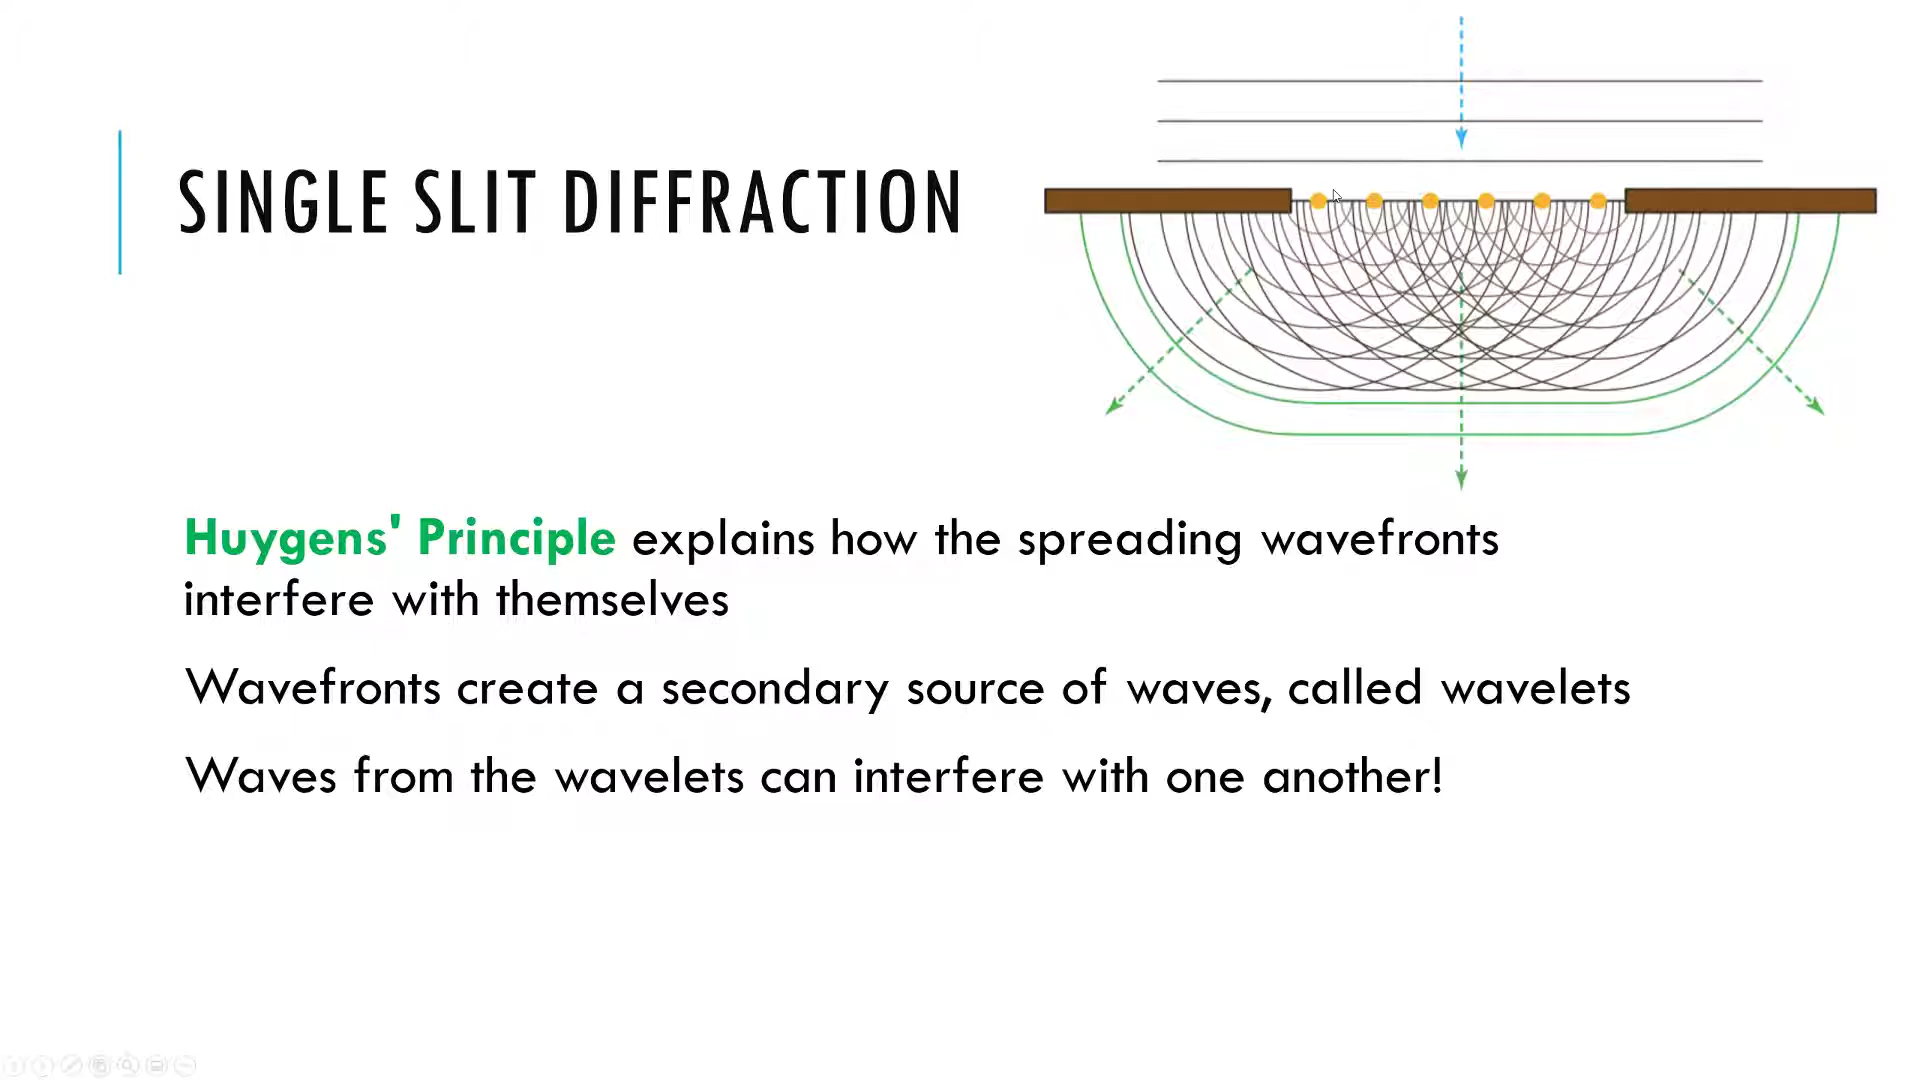 SINGLE SLIT DIFFRACTION
Huygens' Principle explains how the spreading wavefronts
interfere with themselves
Wavefronts create a secondary source of waves, called wavelets
Waves from the wavelets can interfere with one another!